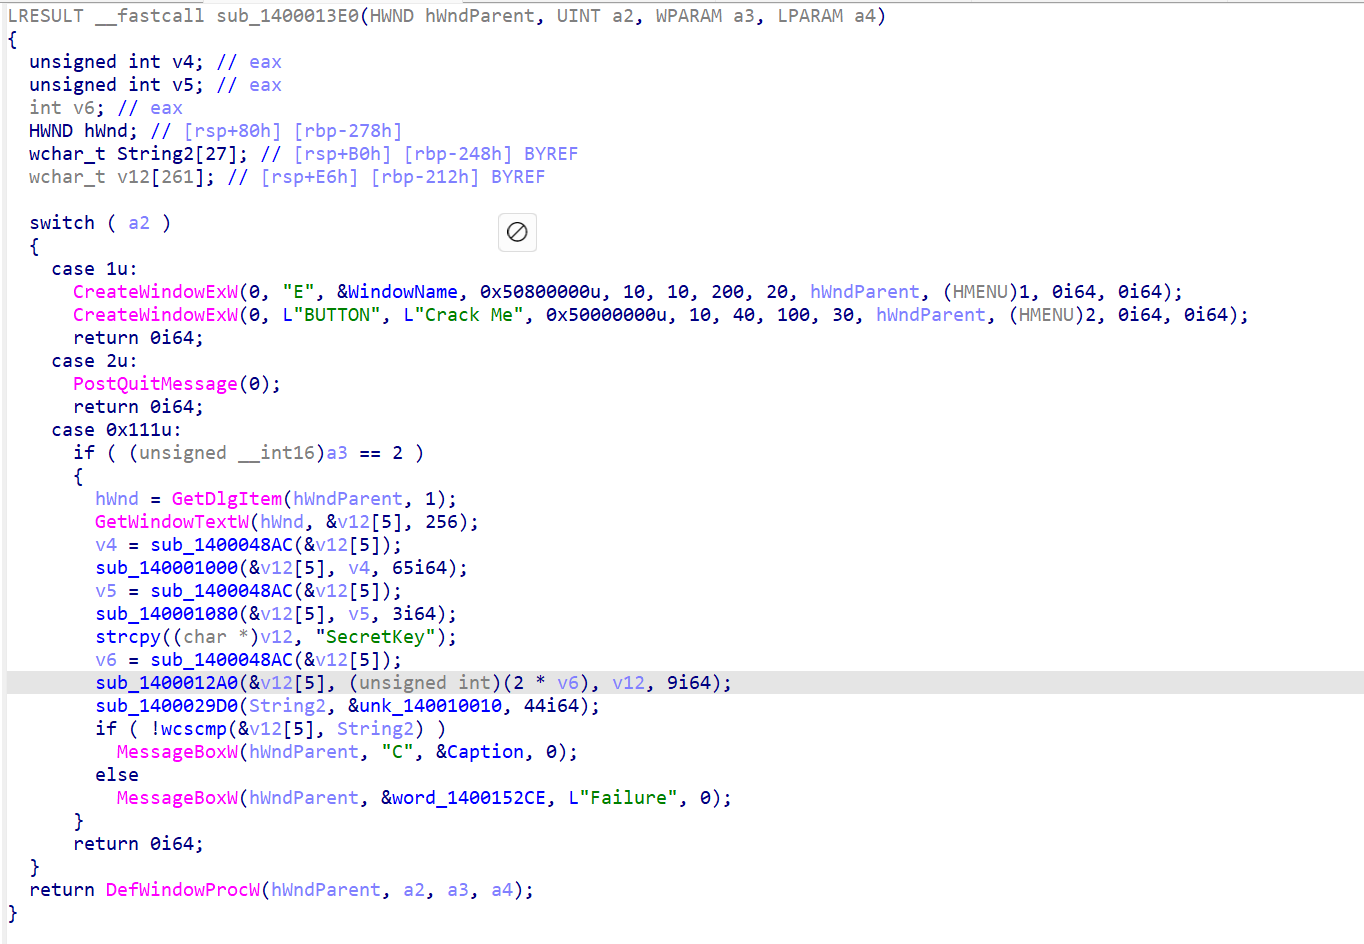 LRESULT __fastcall sub_1400013E0(HWND hWndParent, UINT a2, WPARAM a3, LPARAM a4)
{
  unsigned int v4; // eax
  unsigned int v5; // eax
  int v6; // eax
  HWND hWnd; // [rsp+80h] [rbp-278h]
  wchar_t String2[27]; // [rsp+B0h] [rbp-248h] BYREF
  wchar_t v12[261]; // [rsp+E6h] [rbp-212h] BYREF

  switch ( a2 )
  {
    case 1u:
      CreateWindowExW(0, "E", &WindowName, 0x50800000u, 10, 10, 200, 20, hWndParent, (HMENU)1, 0i64, 0i64);
      CreateWindowExW(0, L"BUTTON", L"Crack Me", 0x50000000u, 10, 40, 100, 30, hWndParent, (HMENU)2, 0i64, 0i64);
      return 0i64;
    case 2u:
      PostQuitMessage(0);
      return 0i64;
    case 0x111u:
      if ( (unsigned __int16)a3 == 2 )
      {
        hWnd = GetDlgItem(hWndParent, 1);
        GetWindowTextW(hWnd, &v12[5], 256);
        v4 = sub_1400048AC(&v12[5]);
        sub_140001000(&v12[5], v4, 65i64);
        v5 = sub_1400048AC(&v12[5]);
        sub_140001080(&v12[5], v5, 3i64);
        strcpy((char *)v12, "SecretKey");
        v6 = sub_1400048AC(&v12[5]);
        sub_1400012A0(&v12[5], (unsigned int)(2 * v6), v12, 9i64);
        sub_1400029D0(String2, &unk_140010010, 44i64);
        if ( !wcscmp(&v12[5], String2) )
          MessageBoxW(hWndParent, "C", &Caption, 0);
        else
          MessageBoxW(hWndParent, &word_1400152CE, L"Failure", 0);
      }
      return 0i64;
  }
  return DefWindowProcW(hWndParent, a2, a3, a4);
}